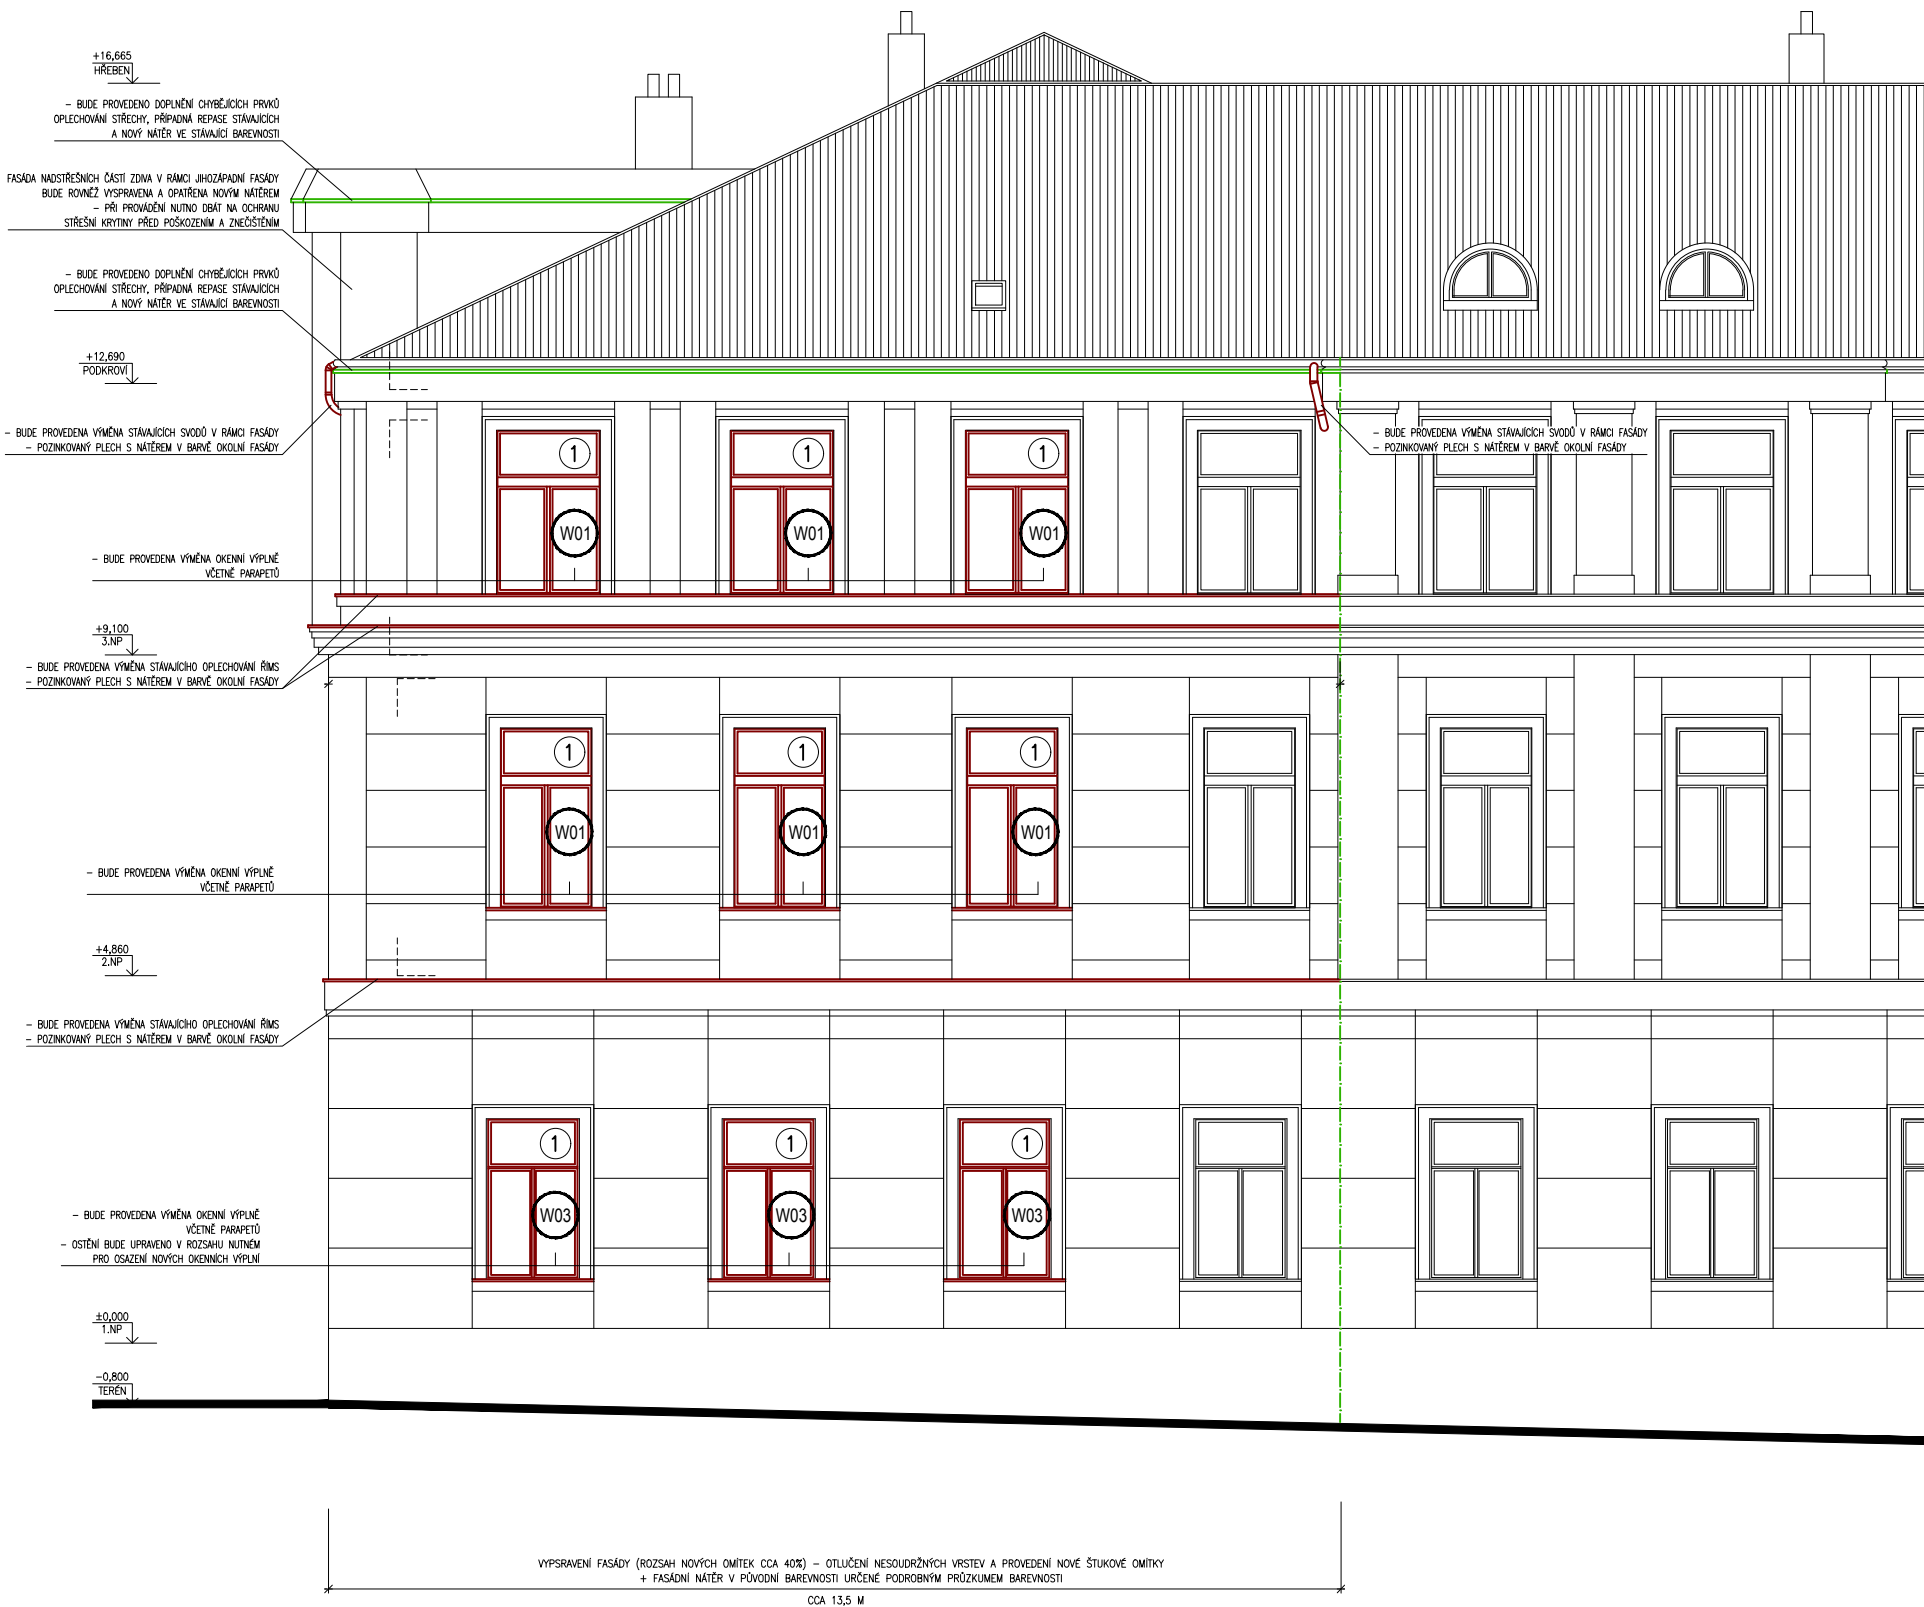 +16,665
HŘEBEN
– BUDE PROVEDENO DOPLNĚNÍ CHYBĚJÍCÍCH PRVKŮ
OPLECHOVÁNÍ STŘECHY, PŘÍPADNÁ REPASE STÁVAJÍCÍCH
A NOVÝ NÁTĚR VE STÁVAJÍCÍ BAREVNOSTI
FASÁDA NADSTŘEŠNÍCH ČÁSTÍ ZDIVA V RÁMCI JIHOZÁPADNÍ FASÁDY
BUDE ROVNĚŽ VYSPRAVENA A OPATŘENA NOVÝM NÁTĚREM
– PŘI PROVÁDĚNÍ NUTNO DBÁT NA OCHRANU
STŘEŠNÍ KRYTINY PŘED POŠKOZENÍM A ZNEČIŠTĚNÍM
– BUDE PROVEDENO DOPLNĚNÍ CHYBĚJÍCÍCH PRVKŮ
OPLECHOVÁNÍ STŘECHY, PŘÍPADNÁ REPASE STÁVAJÍCÍCH
A NOVÝ NÁTĚR VE STÁVAJÍCÍ BAREVNOSTI
+12,690
PODKROVÍ
– BUDE PROVEDENA VÝMĚNA STÁVAJÍCÍCH SVODŮ V RÁMCI FASÁDY
– POZINKOVANÝ PLECH S NÁTĚREM V BARVĚ OKOLNÍ FASÁDY
– BUDE PROVEDENA VÝMĚNA STÁVAJÍCÍCH SVODŮ V RÁMCI FASÁDY
– POZINKOVANÝ PLECH S NÁTĚREM V BARVĚ OKOLNÍ FASÁDY
1 1 1
W01 W01 W01
– BUDE PROVEDENA VÝMĚNA OKENNÍ VÝPLNĚ
VČETNĚ PARAPETŮ
+9,100
3.NP
– BUDE PROVEDENA VÝMĚNA STÁVAJÍCÍHO OPLECHOVÁNÍ ŘÍMS
– POZINKOVANÝ PLECH S NÁTĚREM V BARVĚ OKOLNÍ FASÁDY
1 1 1
W01 W01 W01
– BUDE PROVEDENA VÝMĚNA OKENNÍ VÝPLNĚ
VČETNĚ PARAPETŮ
+4,860
2.NP
– BUDE PROVEDENA VÝMĚNA STÁVAJÍCÍHO OPLECHOVÁNÍ ŘÍMS
– POZINKOVANÝ PLECH S NÁTĚREM V BARVĚ OKOLNÍ FASÁDY
1 1 1
W03 W03 W03
– BUDE PROVEDENA VÝMĚNA OKENNÍ VÝPLNĚ
VČETNĚ PARAPETŮ
– OSTĚNÍ BUDE UPRAVENO V ROZSAHU NUTNÉM
PRO OSAZENÍ NOVÝCH OKENNÍCH VÝPLNÍ
±0,000
1.NP
–0,800
TERÉN
VYPSRAVENÍ FASÁDY (ROZSAH NOVÝCH OMÍTEK CCA 40%) – OTLUČENÍ NESOUDRŽNÝCH VRSTEV A PROVEDENÍ NOVÉ ŠTUKOVÉ OMÍTKY
+ FASÁDNÍ NÁTĚR V PŮVODNÍ BAREVNOSTI URČENÉ PODROBNÝM PRŮZKUMEM BAREVNOSTI
CCA 13,5 M